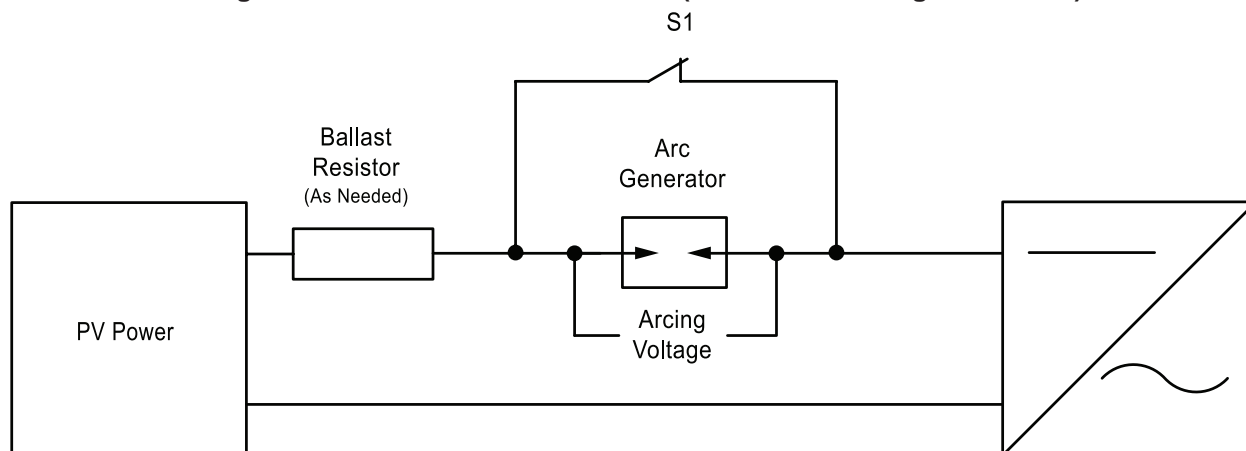 S1
Ballast
Resistor
(As Needed)
Arc
Generator
PV Power
Arcing
Voltage